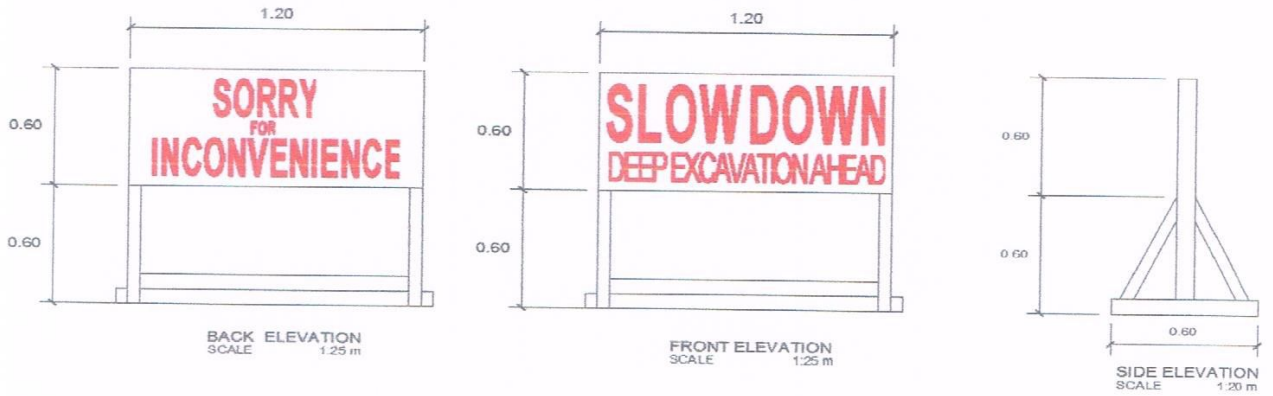 1.20
0.60
SORRY
FOR
INCONVENIENCE
0.60
BACK ELEVATION
SCALE 1:25 m
1.20
0.60
SLOW DOWN
DEEP EXCAVATION AHEAD
0.60
FRONT ELEVATION
SCALE 1:25 m
0.60
0.60
0.60
SIDE ELEVATION
SCALE 1:20 m